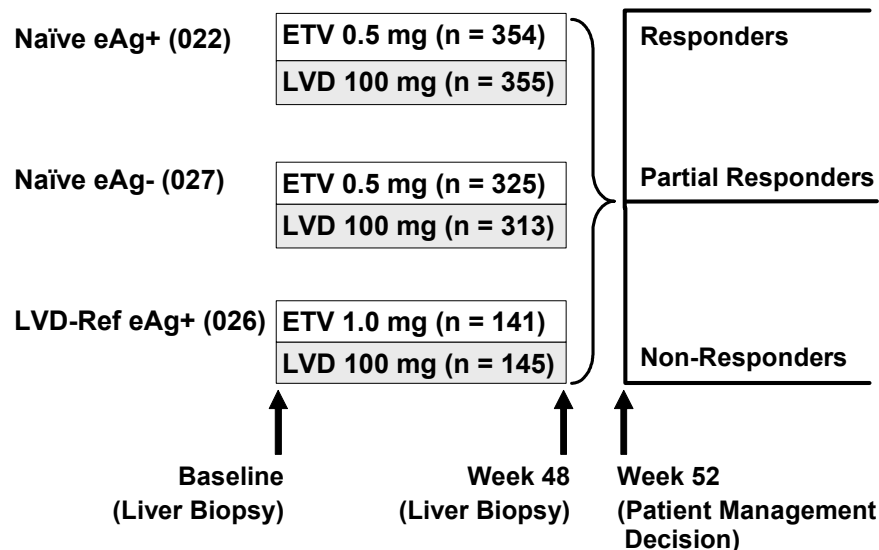 Naïve eAg+ (022)
ETV 0.5 mg (n = 354)
LVD 100 mg (n = 355)
Responders
Naïve eAg- (027)
ETV 0.5 mg (n = 325)
LVD 100 mg (n = 313)
Partial Responders
LVD-Ref eAg+ (026)
ETV 1.0 mg (n = 141)
LVD 100 mg (n = 145)
Non-Responders
Baseline
(Liver Biopsy)
Week 48
(Liver Biopsy)
Week 52
(Patient Management
Decision)